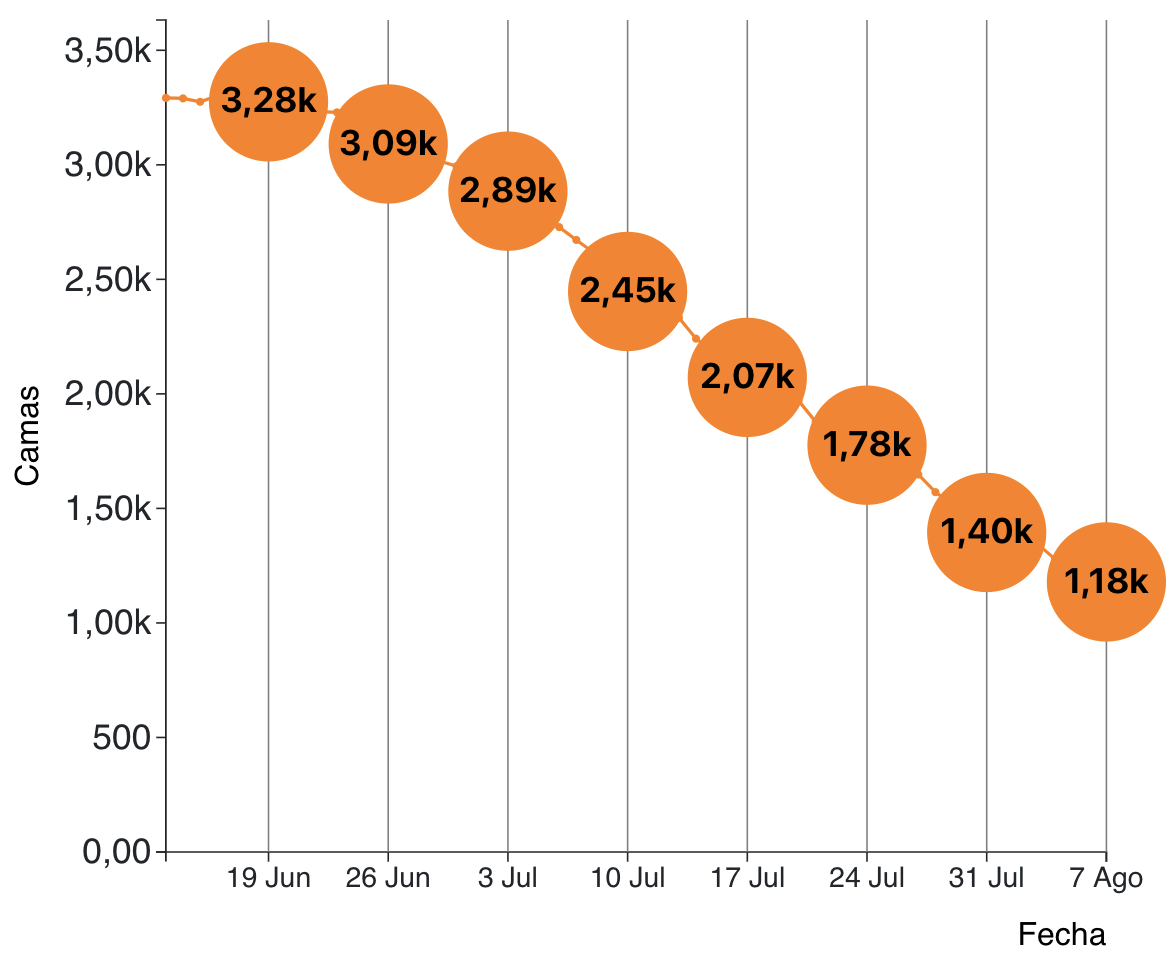 3,50k
3,00k
2,50k
2,00k
1,50k
1,00k
500
0,00
Camas
3,28k
3,09k
2,89k
2,45k
2,07k
1,78k
1,40k
1,18k
19 Jun 26 Jun 3 Jul 10 Jul 17 Jul 24 Jul 31 Jul 7 Ago
Fecha